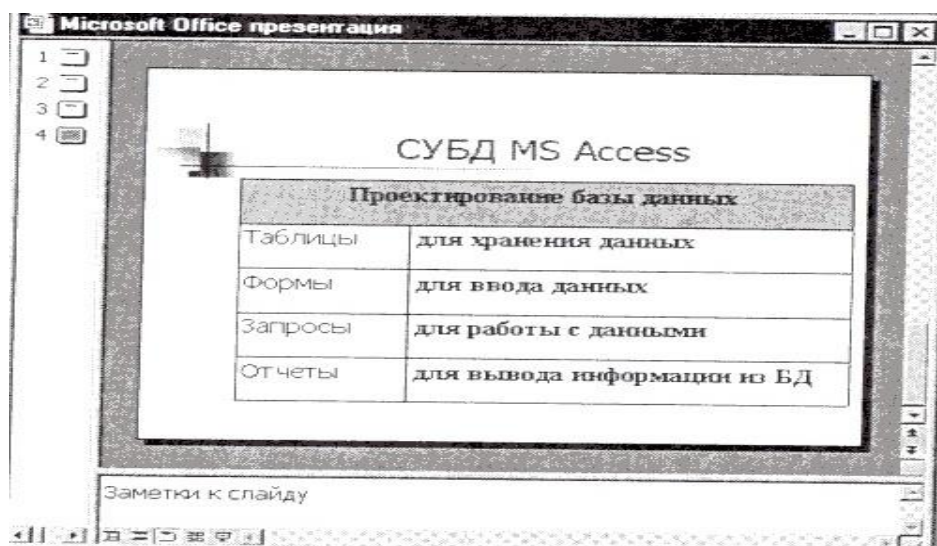 Microsoft Office презентация
1
2
3
4
СУБД MS Access
Проектирование базы данных
Таблицы для хранения данных
Формы для ввода данных
Запросы для работы с данными
Отчеты для вывода информации из БД
Заметки к слайду